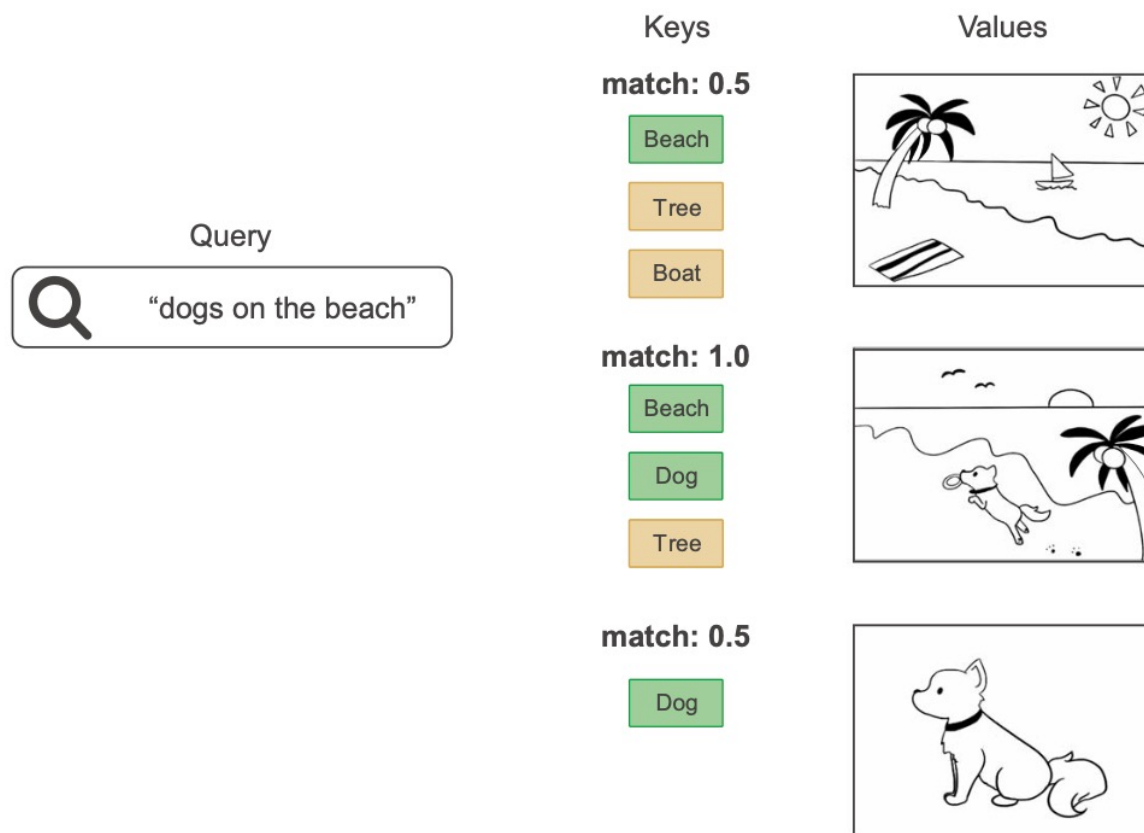 Keys
Values
match: 0.5
Beach
Tree
Boat
Query
“dogs on the beach”
match: 1.0
Beach
Dog
Tree
match: 0.5
Dog